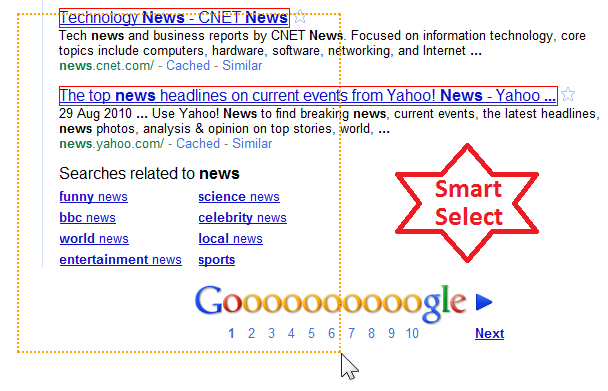 Technology News - CNET News
Tech news and business reports by CNET News. Focused on information technology, core
topics include computers, hardware, software, networking, and Internet ...
news.cnet.com/ - Cached - Similar
The top news headlines on current events from Yahoo! News - Yahoo ...
29 Aug 2010 ... Use Yahoo! News to find breaking news, current events, the latest headlines,
news photos, analysis & opinion on top stories, world, ...
news.yahoo.com/ - Cached - Similar
Searches related to news
funny news science news
bbc news celebrity news
world news local news
entertainment news sports
Smart
Select
Goooooooooogle
1 2 3 4 5 6 7 8 9 10 Next